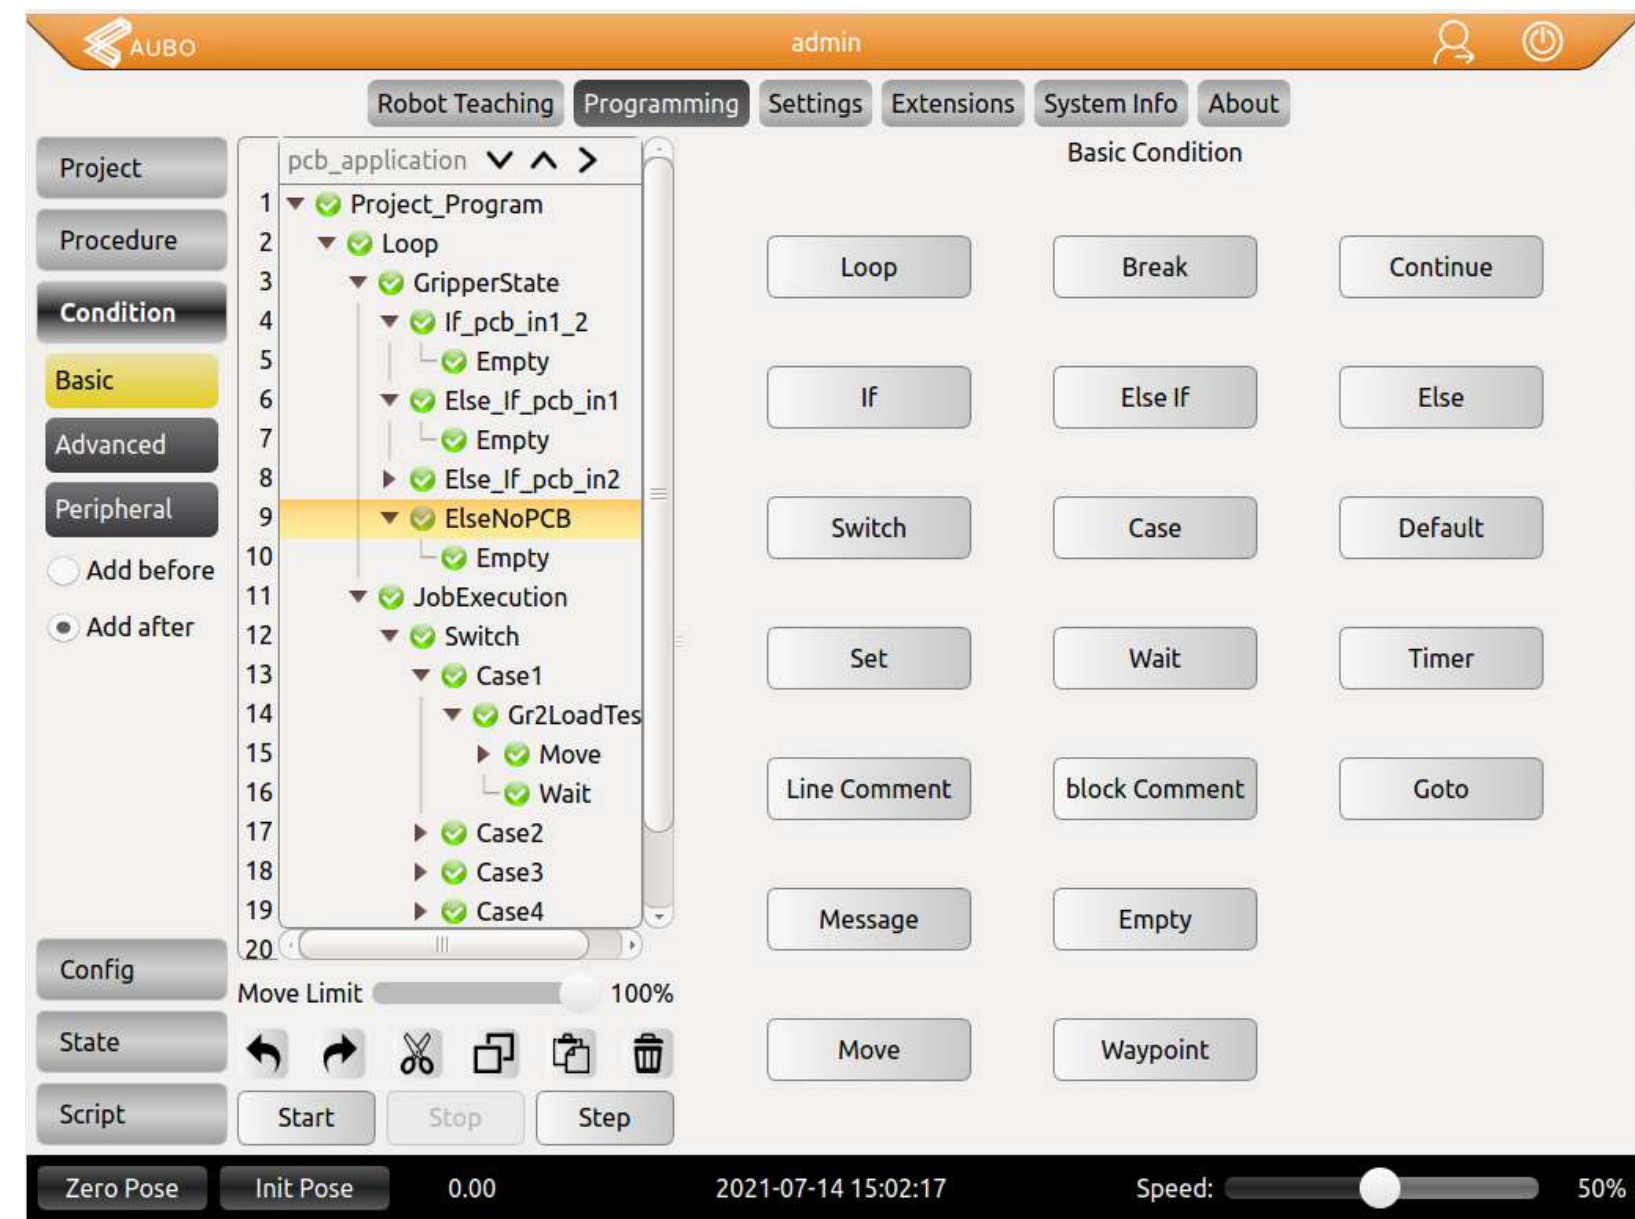 AUBO
admin
Robot Teaching Programming Settings Extensions System Info About
Project
Procedure
Condition
Basic
Advanced
Peripheral
Add before
Add after
Config
State
Script
pcb_application
1 Project_Program
2 Loop
3 GripperState
4 If_pcb_in1_2
5 Empty
6 Else_If_pcb_in1
7 Empty
8 Else_If_pcb_in2
9 ElseNoPCB
10 Empty
11 JobExecution
12 Switch
13 Case1
14 Gr2LoadTes
15 Move
16 Wait
17 Case2
18 Case3
19 Case4
20
Move Limit 100%
Start Stop Step
Basic Condition
Loop Break Continue
If Else If Else
Switch Case Default
Set Wait Timer
Line Comment block Comment Goto
Message Empty
Move Waypoint
Zero Pose Init Pose 0.00 2021-07-14 15:02:17 Speed: 50%